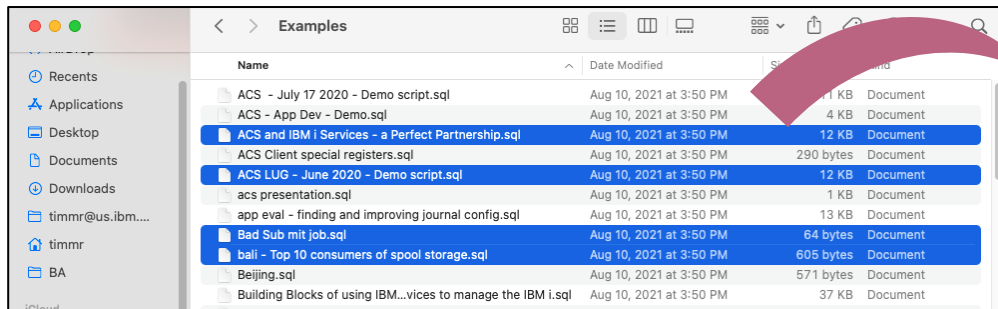 Examples
Recents
Applications
Desktop
Documents
Downloads
timmr@us.ibm....
timmr
BA
Name Date Modified
ACS - July 17 2020 - Demo script.sql Aug 10, 2021 at 3:50 PM KB Document
ACS - App Dev - Demo.sql Aug 10, 2021 at 3:50 PM 4 KB Document
ACS and IBM i Services - a Perfect Partnership.sql Aug 10, 2021 at 3:50 PM 12 KB Document
ACS Client special registers.sql Aug 10, 2021 at 3:50 PM 290 bytes Document
ACS LUG - June 2020 - Demo script.sql Aug 10, 2021 at 3:50 PM 12 KB Document
acs presentation.sql Aug 10, 2021 at 3:50 PM 1 KB Document
app eval - finding and improving journal config.sql Aug 10, 2021 at 3:50 PM 13 KB Document
Bad Sub mit job.sql Aug 10, 2021 at 3:50 PM 64 bytes Document
bali - Top 10 consumers of spool storage.sql Aug 10, 2021 at 3:50 PM 605 bytes Document
Beijing.sql Aug 10, 2021 at 3:50 PM 571 bytes Document
Building Blocks of using IBM...vices to manage the IBM i.sql Aug 10, 2021 at 3:50 PM 37 KB Document